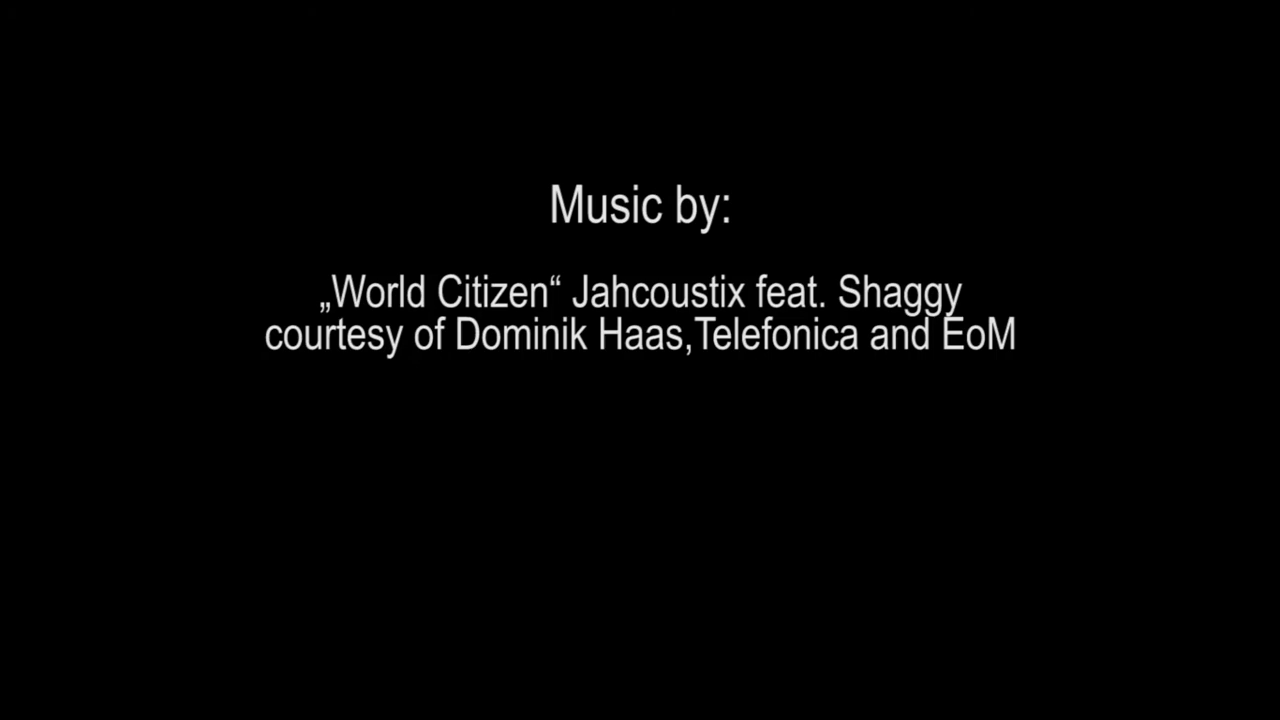 Music by:
„World Citizen“ Jahcoustix feat. Shaggy
courtesy of Dominik Haas,Telefonica and EoM